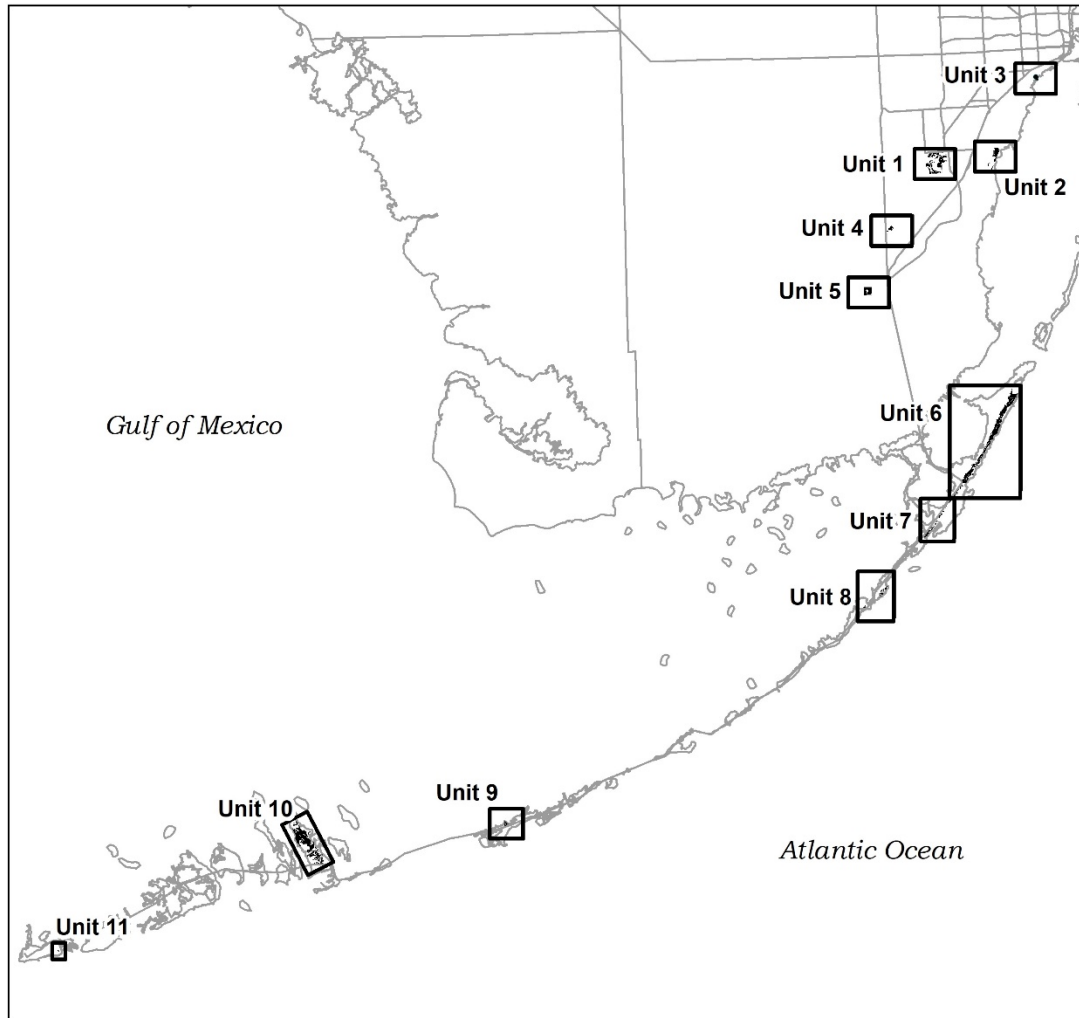 Unit 3
Unit 1
Unit 2
Unit 4
Unit 5
Unit 6
Gulf of Mexico
Unit 7
Unit 8
Unit 9
Unit 10
Atlantic Ocean
Unit 11